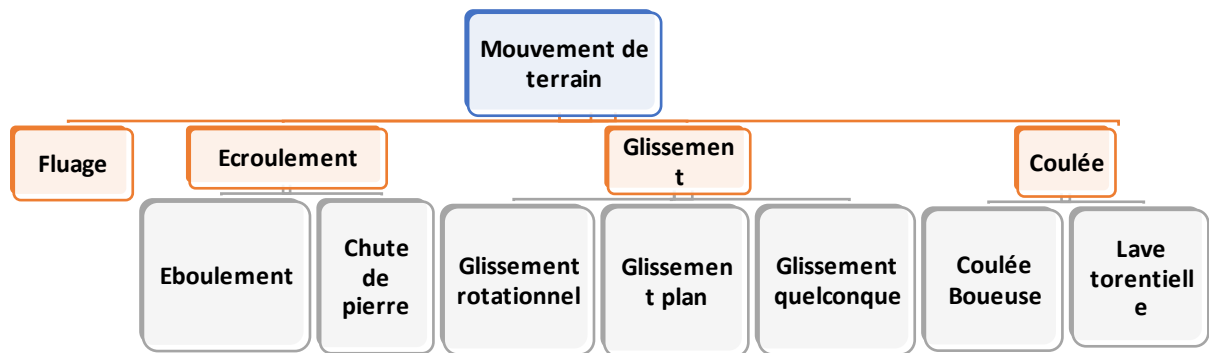 Mouvement de
terrain
Fluage
Ecroulement
Glissemen
t
Coulée
Eboulement
Chute
de
pierre
Glissement
rotationnel
Glissemen
t plan
Glissement
quelconque
Coulée
Boueuse
Lave
torentiell
e